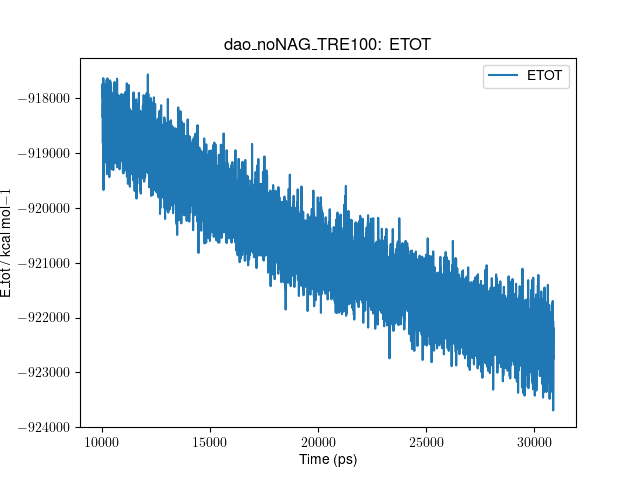 dao_noNAG_TRE100: ETOT
ETOT
−918000
−919000
−920000
−921000
−922000
−923000
−924000
E_tot / kcal mol−1
10000 15000 20000 25000 30000
Time (ps)